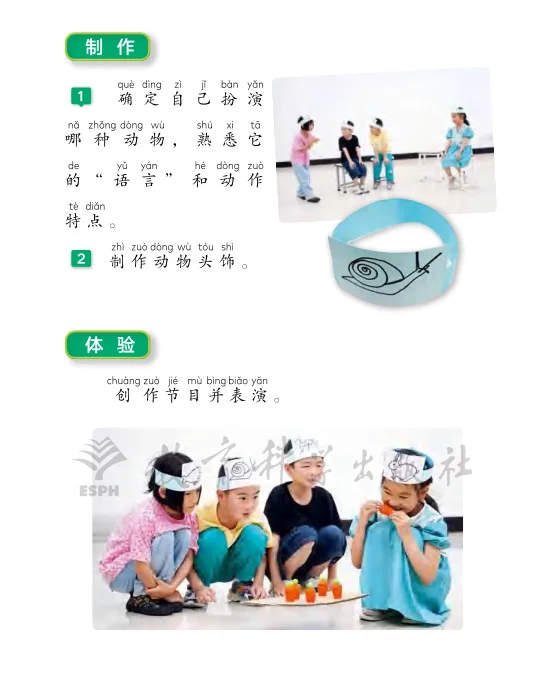 制作
què dìng zì jǐ bàn yǎn
1 确定自己扮演
nǎ zhǒng dòng wù shú xi tā
哪种动物，熟悉它
de yǔ yán hé dòng zuò
的“语言”和动作
tè diǎn
特点。
zhì zuò dòng wù tóu shì
2 制作动物头饰。
体验
chuàng zuò jié mù bìng biǎo yǎn
创作节目并表演。
教育科学出版社
ESPH